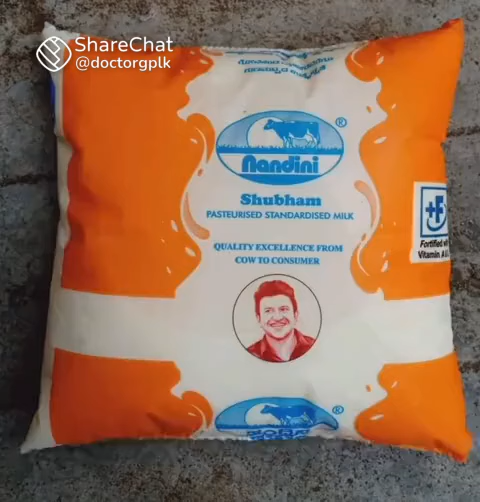 ShareChat
@doctorgplk
®
Nandini
Shubham
PASTEURISED STANDARDISED MILK
QUALITY EXCELLENCE FROM
COW TO CONSUMER
+F
Fortified
Vitamin A
®
ನಂದಿನಿ